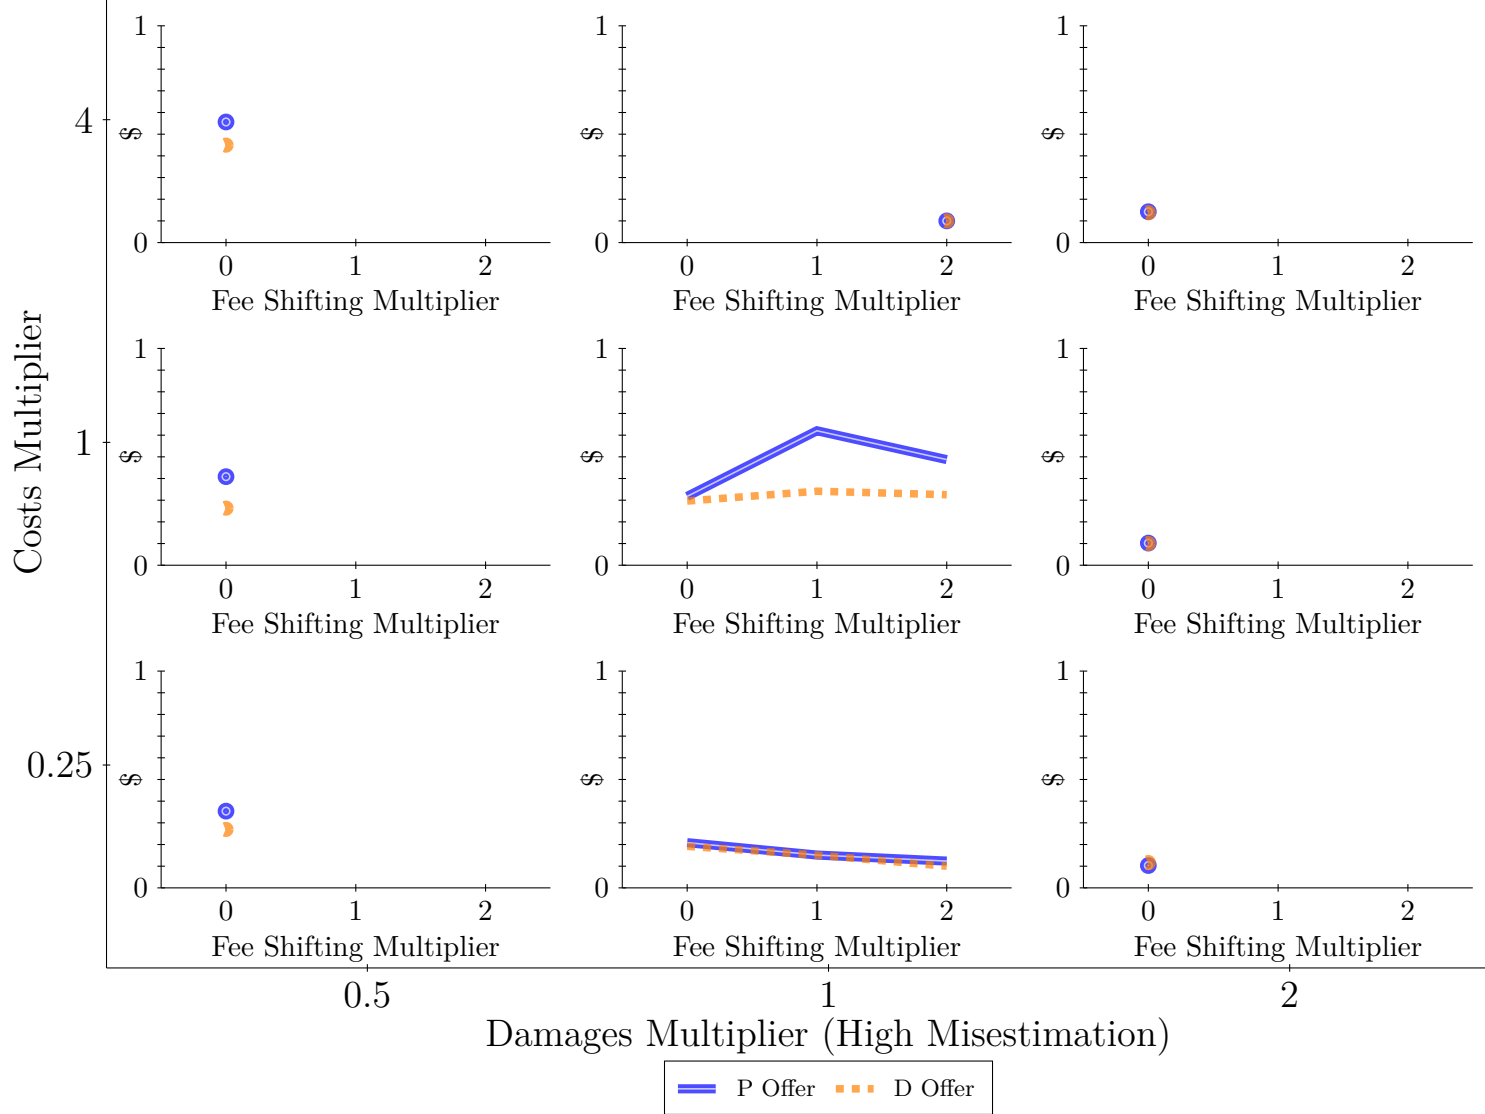 1
$
0
0 1 2
Fee Shifting Multiplier
1
$
0
0 1 2
Fee Shifting Multiplier
1
$
0
0 1 2
Fee Shifting Multiplier
4
1
$
0
0 1 2
Fee Shifting Multiplier
1
$
0
0 1 2
Fee Shifting Multiplier
1
$
0
0 1 2
Fee Shifting Multiplier
1
Costs Multiplier
1
$
0
0 1 2
Fee Shifting Multiplier
1
$
0
0 1 2
Fee Shifting Multiplier
1
$
0
0 1 2
Fee Shifting Multiplier
0.25
0.5 1 2
Damages Multiplier (High Misestimation)
P Offer D Offer